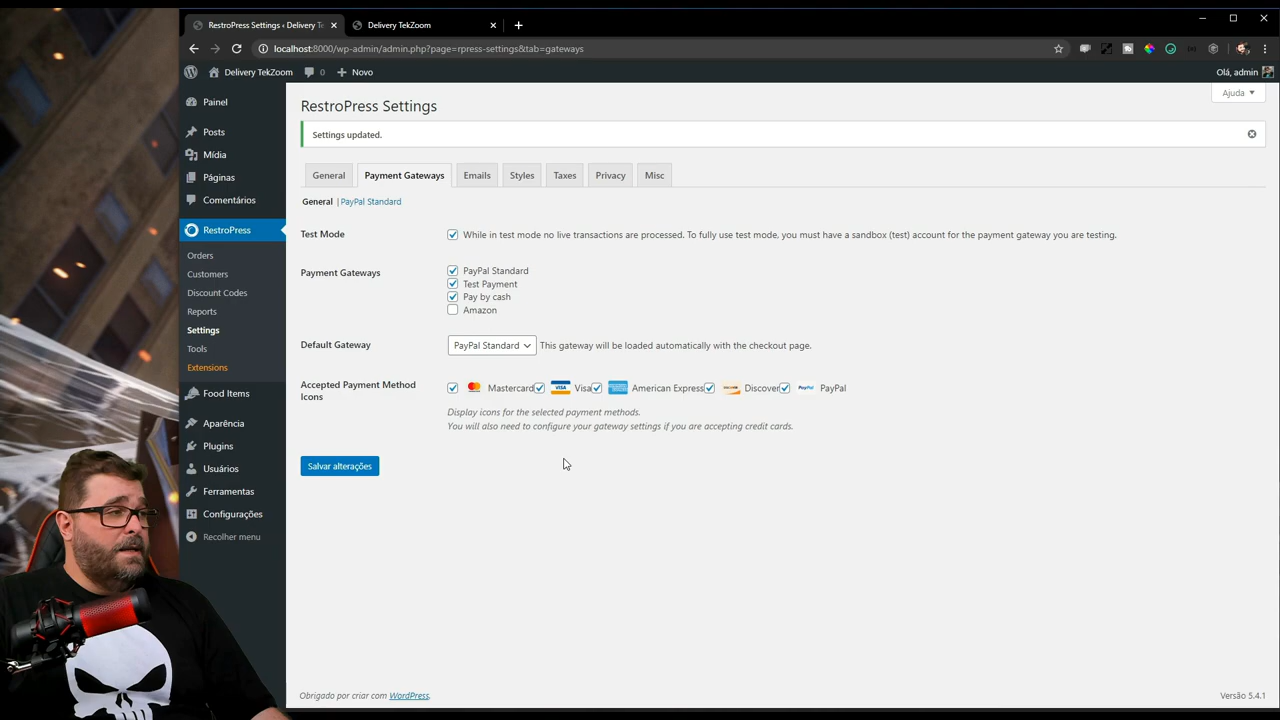 RestroPress Settings ‹ Delivery Te
Delivery TekZoom
localhost:8000/wp-admin/admin.php?page=rpress-settings&tab=gateways
Delivery TekZoom
0
Novo
Olá, admin
Painel
Posts
Mídia
Páginas
Comentários
RestroPress
Orders
Customers
Discount Codes
Reports
Settings
Tools
Extensions
Food Items
Aparência
Plugins
Usuários
Ferramentas
Configurações
Recolher menu
Ajuda
RestroPress Settings
Settings updated.
General Payment Gateways Emails Styles Taxes Privacy Misc
General | PayPal Standard
Test Mode
While in test mode no live transactions are processed. To fully use test mode, you must have a sandbox (test) account for the payment gateway you are testing.
Payment Gateways
PayPal Standard
Test Payment
Pay by cash
Amazon
Default Gateway
PayPal Standard This gateway will be loaded automatically with the checkout page.
Accepted Payment Method
Icons
Mastercard VISA Visa American Express Discover PayPal PayPal
Display icons for the selected payment methods.
You will also need to configure your gateway settings if you are accepting credit cards.
Salvar alterações
Obrigado por criar com WordPress.
Versão 5.4.1